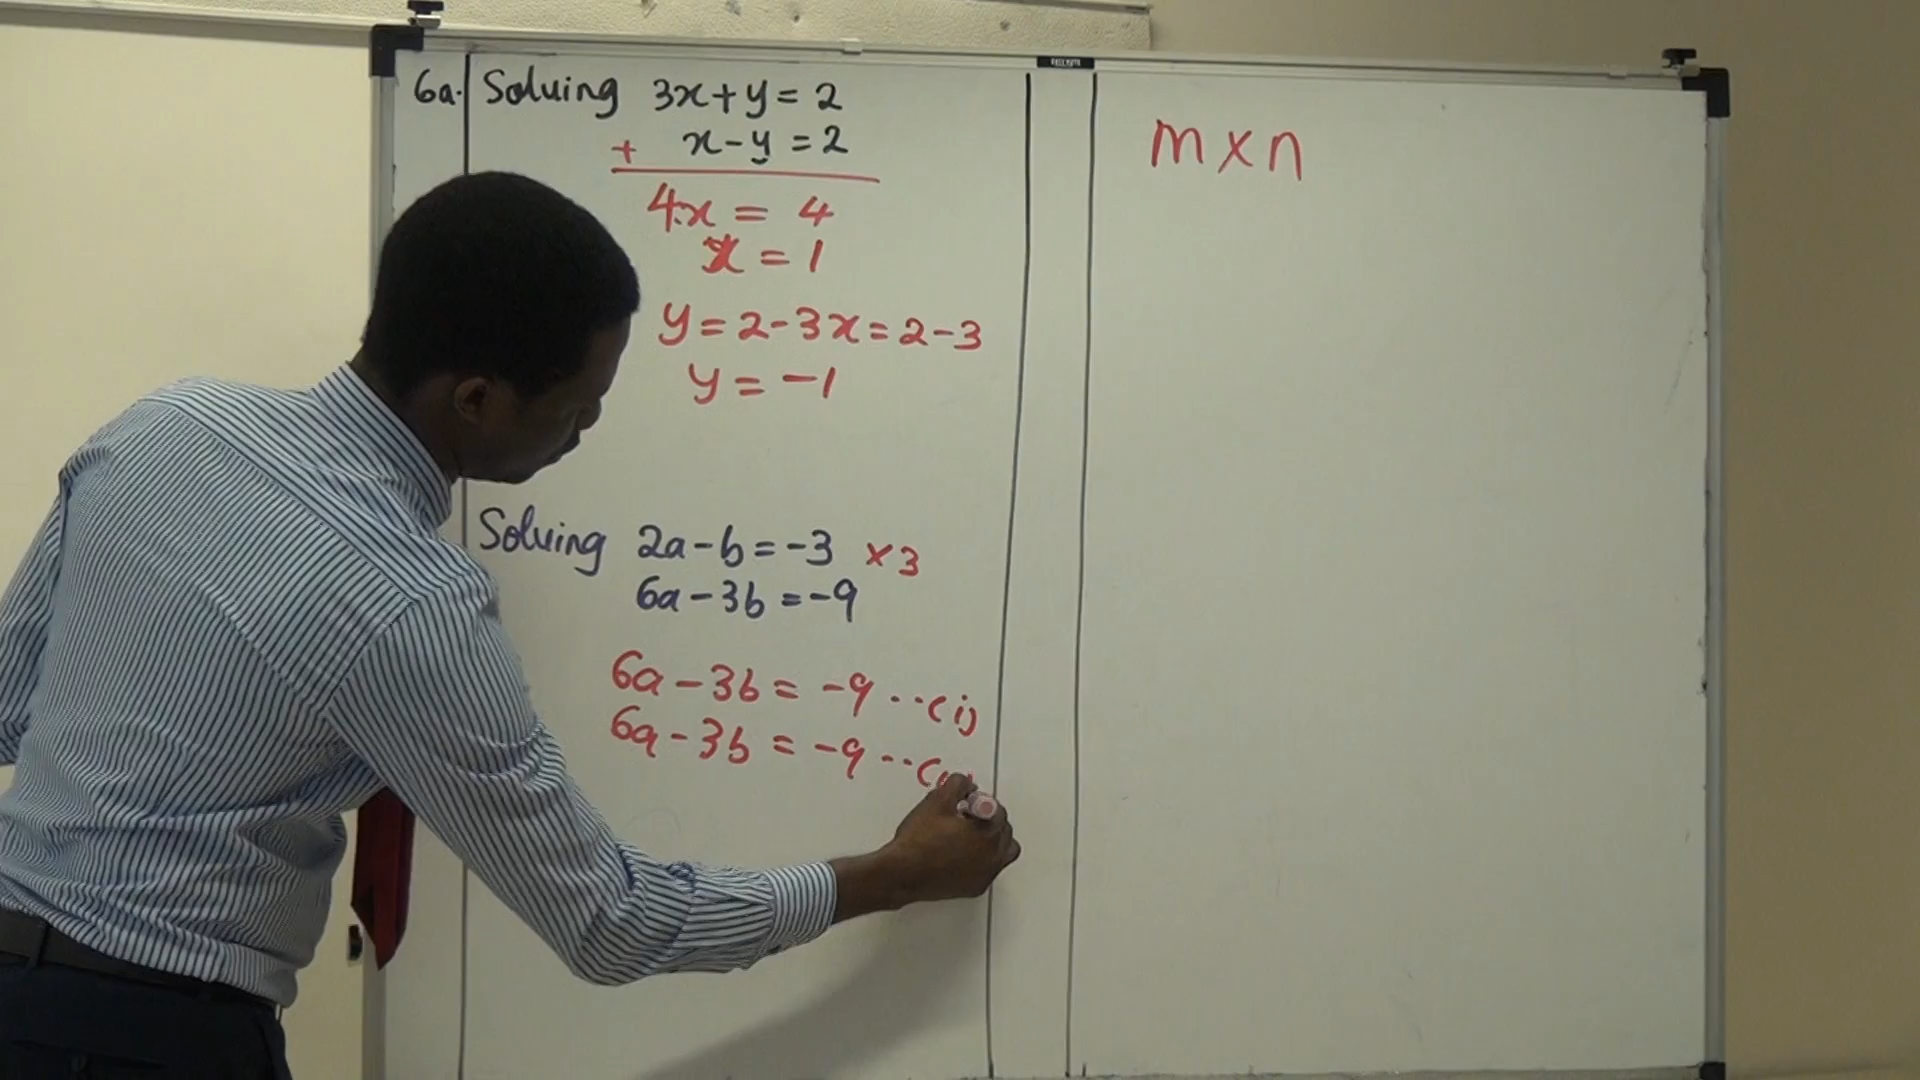 6a. Solving 3x+y=2
+ x-y=2
4x = 4
x = 1
y=2-3x=2-3
y = -1
Solving 2a-b=-3 ×3
6a-3b=-9
6a-3b= -9 ..(i)
6a-3b = -9 ..(
m×n